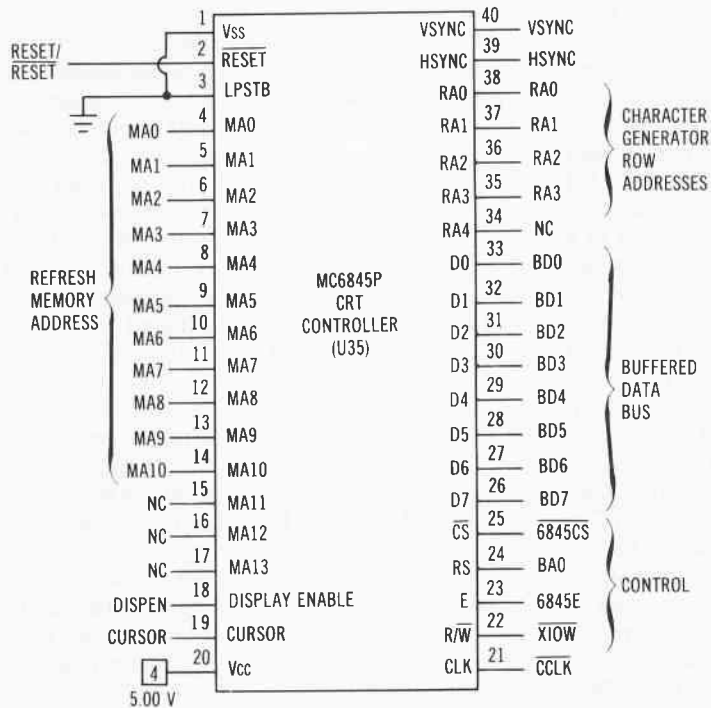 1 Vss VSYNC 40 VSYNC
RESET/
RESET 2 RESET HSYNC 39 HSYNC
3 LPSTB RA0 38 RA0
MA0 4 MA0 RA1 37 RA1
MA1 5 MA1 RA2 36 RA2
MA2 6 MA2 RA3 35 RA3
MA3 7 MA3 RA4 34 NC
MA4 8 MA4 D0 33 BD0
MA5 9 MA5 D1 32 BD1
MA6 10 MA6 D2 31 BD2
MA7 11 MA7 D3 30 BD3
MA8 12 MA8 D4 29 BD4
MA9 13 MA9 D5 28 BD5
MA10 14 MA10 D6 27 BD6
NC 15 MA11 D7 26 BD7
NC 16 MA12 CS 25 6845CS
NC 17 MA13 RS 24 BA0
DISPEN 18 DISPLAY ENABLE E 23 6845E
CURSOR 19 CURSOR R/W 22 XIOW
4 20 Vcc CLK 21 CCLK
5.00 V
REFRESH
MEMORY
ADDRESS
MC6845P
CRT
CONTROLLER
(U35)
CHARACTER
GENERATOR
ROW
ADDRESSES
BUFFERED
DATA
BUS
CONTROL